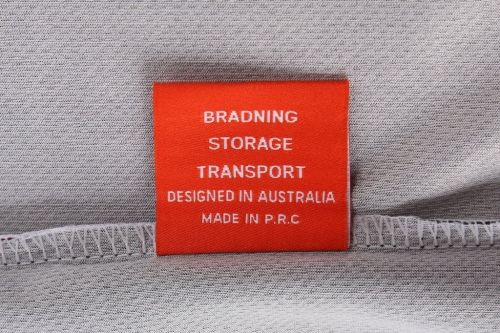 BRADNING
STORAGE
TRANSPORT
DESIGNED IN AUSTRALIA
MADE IN P.R.C